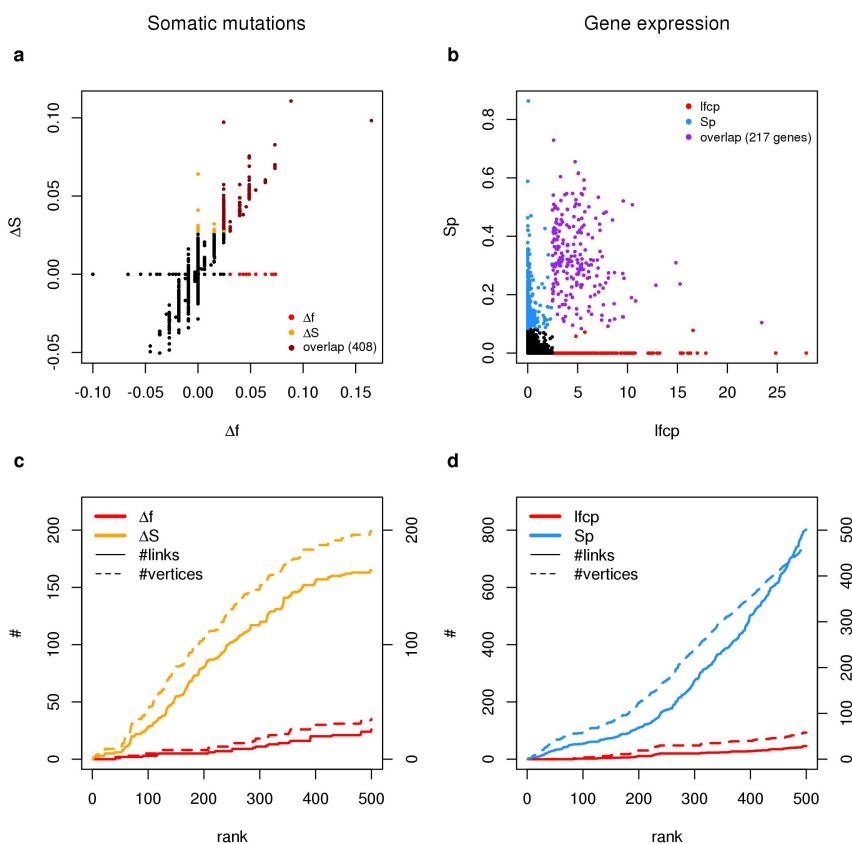 Somatic mutations
Gene expression
a
ΔS
0.10
0.05
0.00
-0.05
Δf
ΔS
overlap (408)
-0.10
-0.05
0.00
0.05
0.10
0.15
Δf
b
Sp
0.8
0.6
0.4
0.2
0.0
lfcp
Sp
overlap (217 genes)
0
5
10
15
20
25
lfcp
c
#
200
150
100
50
0
Δf
ΔS
#links
#vertices
200
100
0
0
100
200
300
400
500
rank
d
#
800
600
400
200
0
lfcp
Sp
#links
#vertices
500
400
300
200
100
0
0
100
200
300
400
500
rank